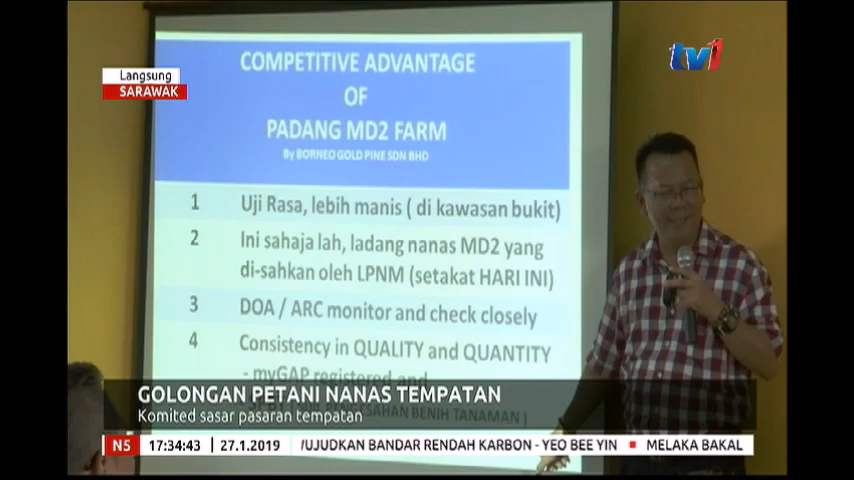 tv1
Langsung
SARAWAK
COMPETITIVE ADVANTAGE
OF
PADANG MD2 FARM
By BORNEO GOLD PINE SDN BHD
1 Uji Rasa, lebih manis ( di kawasan bukit)
2 Ini sahaja lah, ladang nanas MD2 yang
di-sahkan oleh LPNM (setakat HARI INI)
3 DOA / ARC monitor and check closely
4 Consistency in QUALITY and QUANTITY
- myGAP registered and
BENIH TANAMAN )
GOLONGAN PETANI NANAS TEMPATAN
Komited sasar pasaran tempatan
N5 17:34:43 27.1.2019 /UJUDKAN BANDAR RENDAH KARBON - YEO BEE YIN ▪ MELAKA BAKAL